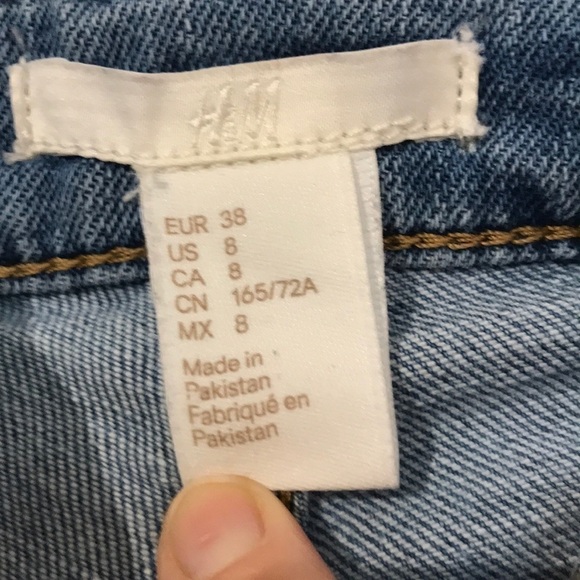 H&M
EUR 38
US 8
CA 8
CN 165/72A
MX 8
Made in
Pakistan
Fabriqué en
Pakistan